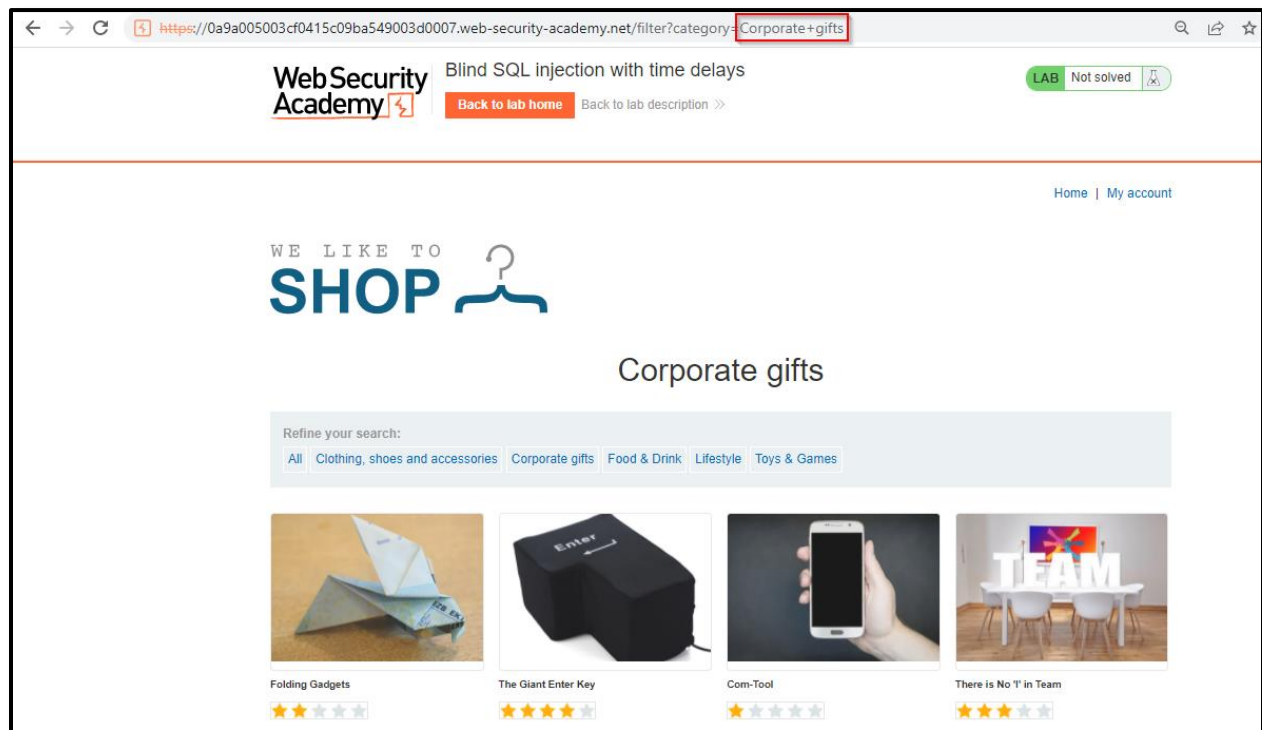 https://0a9a005003cf0415c09ba549003d0007.web-security-academy.net/filter?category=Corporate+gifts
Web Security
Academy
Blind SQL injection with time delays
Back to lab home
Back to lab description
LAB
Not solved
Home | My account
WE LIKE TO
SHOP
Corporate gifts
Refine your search:
All Clothing, shoes and accessories Corporate gifts Food & Drink Lifestyle Toys & Games
Enter
TEAM
Folding Gadgets
The Giant Enter Key
Com-Tool
There is No 'I' in Team